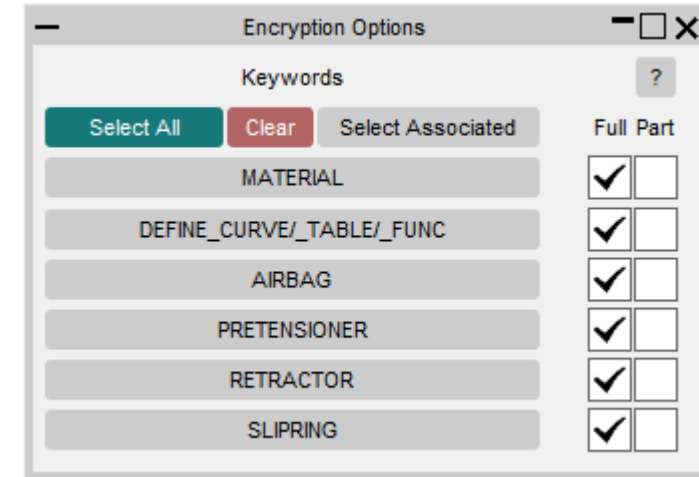 Encryption Options
Keywords ?
Select All Clear Select Associated Full Part
MATERIAL
DEFINE_CURVE/_TABLE/_FUNC
AIRBAG
PRETENSIONER
RETRACTOR
SLIPRING